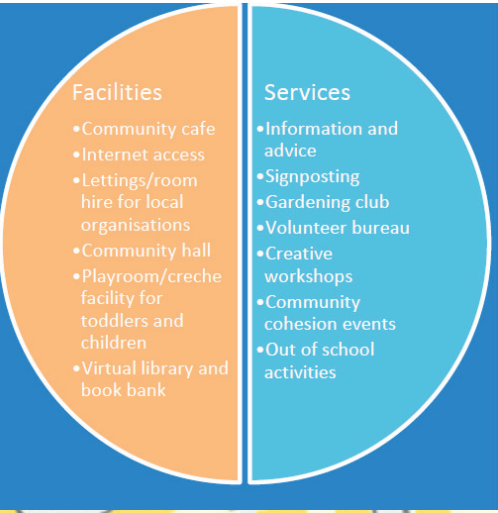 Facilities
•Community cafe
•Internet access
•Lettings/room
hire for local
organisations
•Community hall
•Playroom/creche
facility for
toddlers and
children
•Virtual library and
book bank
Services
•Information and
advice
•Signposting
•Gardening club
•Volunteer bureau
•Creative
workshops
•Community
cohesion events
•Out of school
activities